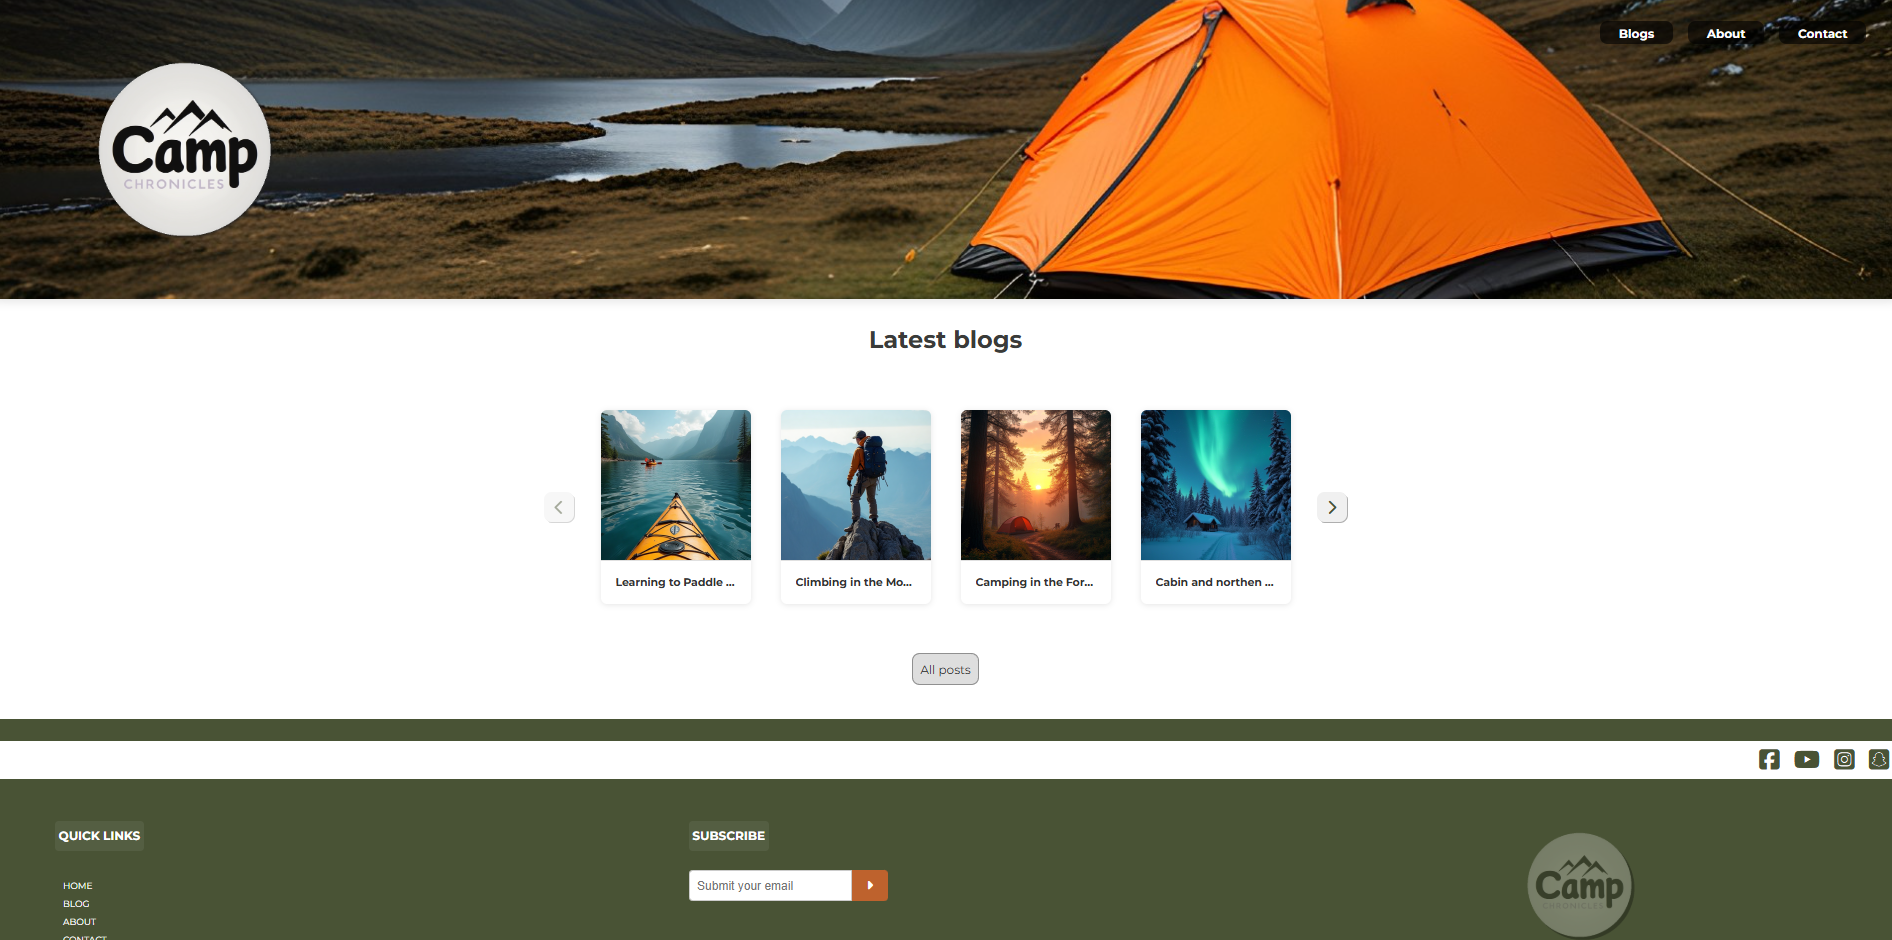 Blogs About Contact
Camp
CHRONICLES
Latest blogs
Learning to Paddle ...
Climbing in the Mo...
Camping in the For...
Cabin and northen ...
All posts
QUICK LINKS
HOME
BLOG
ABOUT
CONTACT
SUBSCRIBE
Submit your email
Camp
CHRONICLES